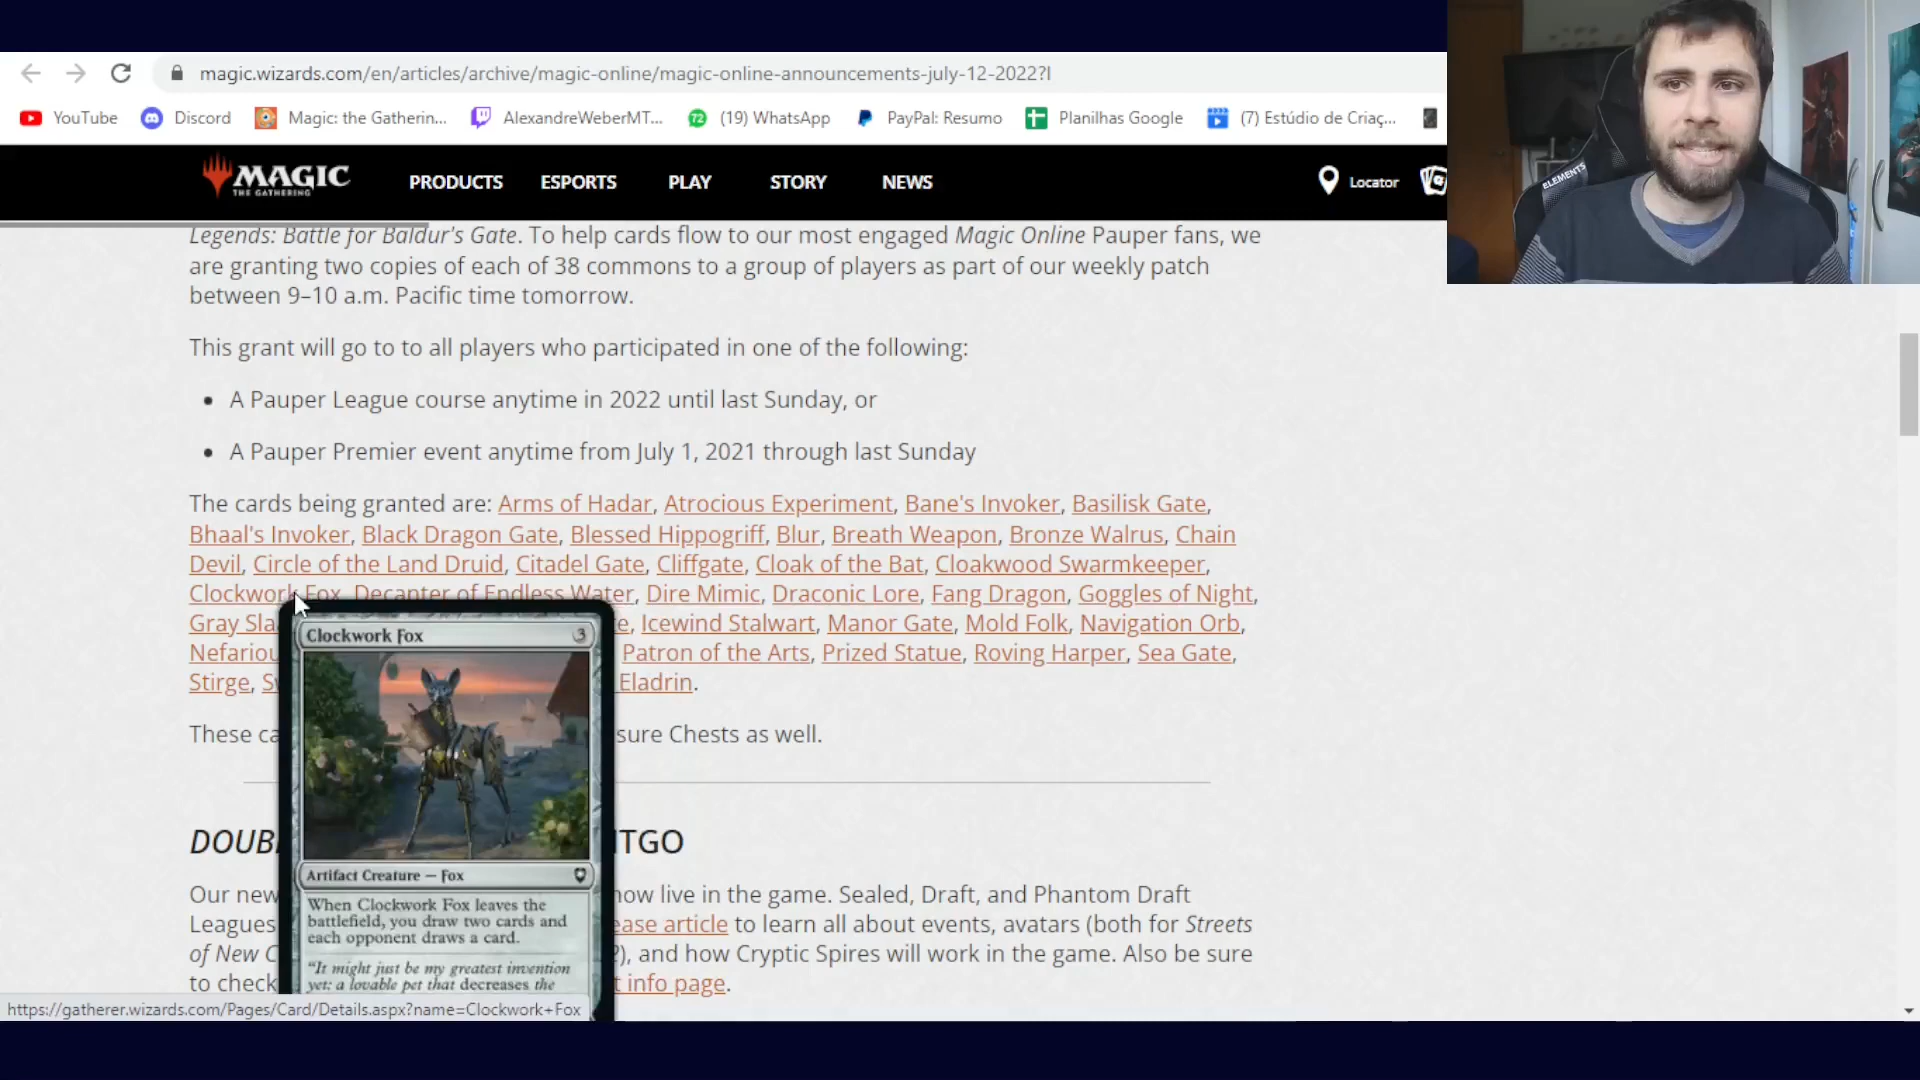 magic.wizards.com/en/articles/archive/magic-online/magic-online-announcements-july-12-2022?l
YouTube Discord Magic: the Gatherin... AlexandreWeberMT... 72 (19) WhatsApp PayPal: Resumo Planilhas Google (7) Estúdio de Criaç...
MAGIC THE GATHERING PRODUCTS ESPORTS PLAY STORY NEWS Locator
ELEMENTS
Legends: Battle for Baldur's Gate. To help cards flow to our most engaged Magic Online Pauper fans, we
are granting two copies of each of 38 commons to a group of players as part of our weekly patch
between 9–10 a.m. Pacific time tomorrow.
This grant will go to to all players who participated in one of the following:
• A Pauper League course anytime in 2022 until last Sunday, or
• A Pauper Premier event anytime from July 1, 2021 through last Sunday
The cards being granted are: Arms of Hadar, Atrocious Experiment, Bane's Invoker, Basilisk Gate,
Bhaal's Invoker, Black Dragon Gate, Blessed Hippogriff, Blur, Breath Weapon, Bronze Walrus, Chain
Devil, Circle of the Land Druid, Citadel Gate, Cliffgate, Cloak of the Bat, Cloakwood Swarmkeeper,
Clockwork Fox, Decanter of Endless Water, Dire Mimic, Draconic Lore, Fang Dragon, Goggles of Night,
Gray Sla e, Icewind Stalwart, Manor Gate, Mold Folk, Navigation Orb,
Nefariou Patron of the Arts, Prized Statue, Roving Harper, Sea Gate,
Stirge, S Eladrin.
These ca sure Chests as well.
DOUB ITGO
Our new now live in the game. Sealed, Draft, and Phantom Draft
Leagues ease article to learn all about events, avatars (both for Streets
of New C ?), and how Cryptic Spires will work in the game. Also be sure
to check t info page.
Clockwork Fox 3
Artifact Creature — Fox
When Clockwork Fox leaves the
battlefield, you draw two cards and
each opponent draws a card.
"It might just be my greatest invention
yet: a lovable pet that decreases the
https://gatherer.wizards.com/Pages/Card/Details.aspx?name=Clockwork+Fox